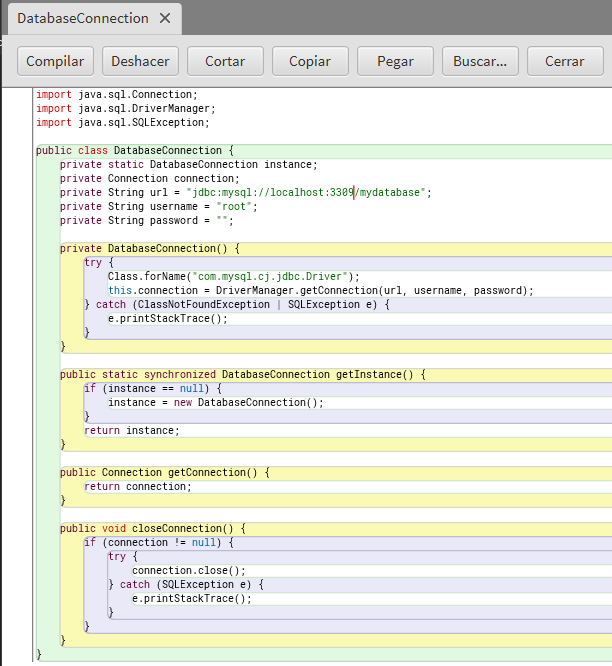 DatabaseConnection ✕
Compilar Deshacer Cortar Copiar Pegar Buscar... Cerrar
import java.sql.Connection;
import java.sql.DriverManager;
import java.sql.SQLException;
public class DatabaseConnection {
private static DatabaseConnection instance;
private Connection connection;
private String url = "jdbc:mysql://localhost:3309/mydatabase";
private String username = "root";
private String password = "";
private DatabaseConnection() {
try {
Class.forName("com.mysql.cj.jdbc.Driver");
this.connection = DriverManager.getConnection(url, username, password);
} catch (ClassNotFoundException | SQLException e) {
e.printStackTrace();
}
}
public static synchronized DatabaseConnection getInstance() {
if (instance == null) {
instance = new DatabaseConnection();
}
return instance;
}
public Connection getConnection() {
return connection;
}
public void closeConnection() {
if (connection != null) {
try {
connection.close();
} catch (SQLException e) {
e.printStackTrace();
}
}
}
}